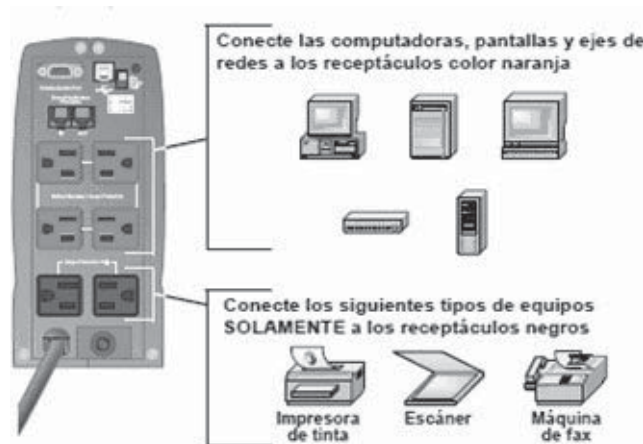 Conecte las computadoras, pantallas y ejes de
redes a los receptáculos color naranja
Conecte los siguientes tipos de equipos
SOLAMENTE a los receptáculos negros
Impresora
de tinta
Escáner
Máquina
de fax